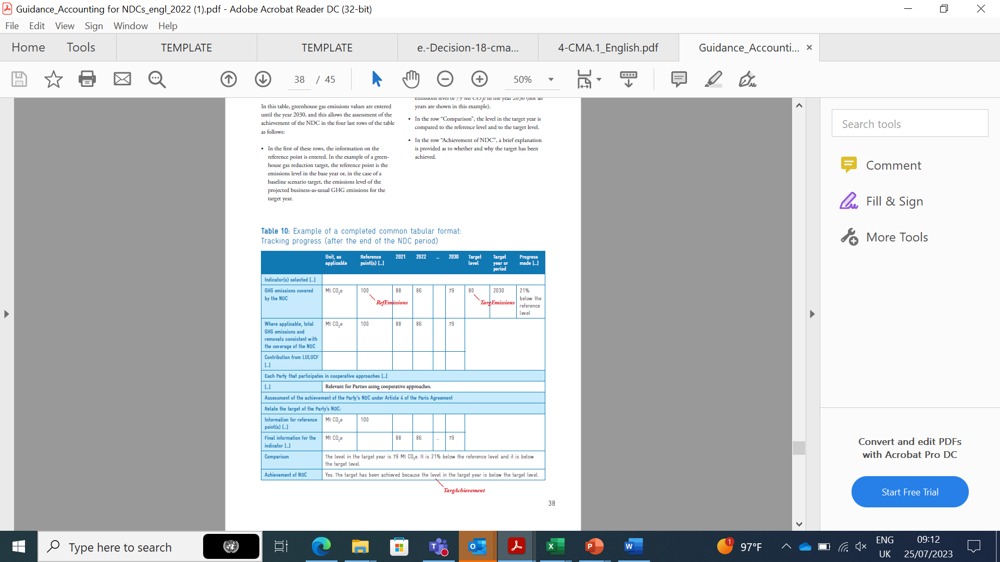 Guidance_Accounting for NDCs_engl_2022 (1).pdf - Adobe Acrobat Reader DC (32-bit)
File Edit View Sign Window Help
Home Tools TEMPLATE TEMPLATE e.-Decision-18-cma... 4-CMA.1_English.pdf Guidance_Accounti... ×
38 / 45 50%
In this table, greenhouse gas emissions values are entered
until the year 2030, and this allows the assessment of the
achievement of the NDC in the four last rows of the table
as follows:
• In the first of these rows, the information on the
reference point is entered. In the example of a green-
house gas reduction target, the reference point is the
emissions level in the base year or, in the case of a
baseline scenario target, the emissions level of the
projected business-as-usual GHG emissions for the
target year.
emissions level of 79 Mt CO2e in the year 2030 (not all
years are shown in this example).
• In the row “Comparison”, the level in the target year is
compared to the reference level and to the target level.
• In the row “Achievement of NDC”, a brief explanation
is provided as to whether and why the target has been
achieved.
Table 10: Example of a completed common tabular format:
Tracking progress (after the end of the NDC period)
Unit, as applicable Reference point(s) [...] 2021 2022 ... 2030 Target level Target year or period Progress made [...]
Indicator(s) selected [...]
GHG emissions covered by the NDC Mt CO2e 100 88 86 79 80 2030 21% below the reference level
RefEmissions TargEmissions
Where applicable, total GHG emissions and removals consistent with the coverage of the NDC Mt CO2e 100 88 86 79
Contribution from LULUCF [...]
Each Party that participates in cooperative approaches [...]
[...] Relevant for Parties using cooperative approaches.
Assessment of the achievement of the Party's NDC under Article 4 of the Paris Agreement
Relate the target of the Party's NDC:
Information for reference point(s) [...] Mt CO2e 100
Final information for the indicator [...] Mt CO2e 88 86 ... 79
Comparison The level in the target year is 79 Mt CO2e. It is 21% below the reference level and it is below
the target level.
Achievement of NDC Yes. The target has been achieved because the level in the target year is below the target level.
TargAchievement
38
Search tools
Comment
Fill & Sign
More Tools
Convert and edit PDFs
with Acrobat Pro DC
Start Free Trial
Type here to search
1 97°F
ENG
UK
09:12
25/07/2023